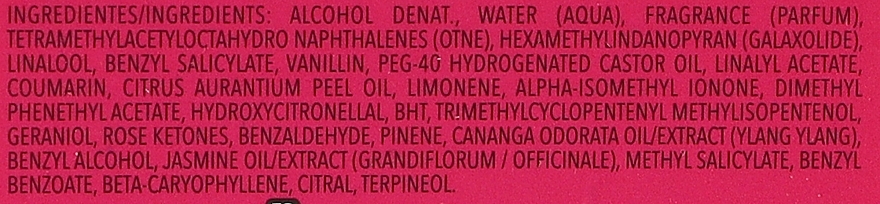 INGREDIENTES/INGREDIENTS: ALCOHOL DENAT., WATER (AQUA), FRAGRANCE (PARFUM),
TETRAMETHYLACETYLOCTAHYDRO NAPHTHALENES (OTNE), HEXAMETHYLINDANOPYRAN (GALAXOLIDE),
LINALOOL, BENZYL SALICYLATE, VANILLIN, PEG-40 HYDROGENATED CASTOR OIL, LINALYL ACETATE,
COUMARIN, CITRUS AURANTIUM PEEL OIL, LIMONENE, ALPHA-ISOMETHYL IONONE, DIMETHYL
PHENETHYL ACETATE, HYDROXYCITRONELLAL, BHT, TRIMETHYLCYCLOPENTENYL METHYLISOPENTENOL,
GERANIOL, ROSE KETONES, BENZALDEHYDE, PINENE, CANANGA ODORATA OIL/EXTRACT (YLANG YLANG),
BENZYL ALCOHOL, JASMINE OIL/EXTRACT (GRANDIFLORUM / OFFICINALE), METHYL SALICYLATE, BENZYL
BENZOATE, BETA-CARYOPHYLLENE, CITRAL, TERPINEOL.